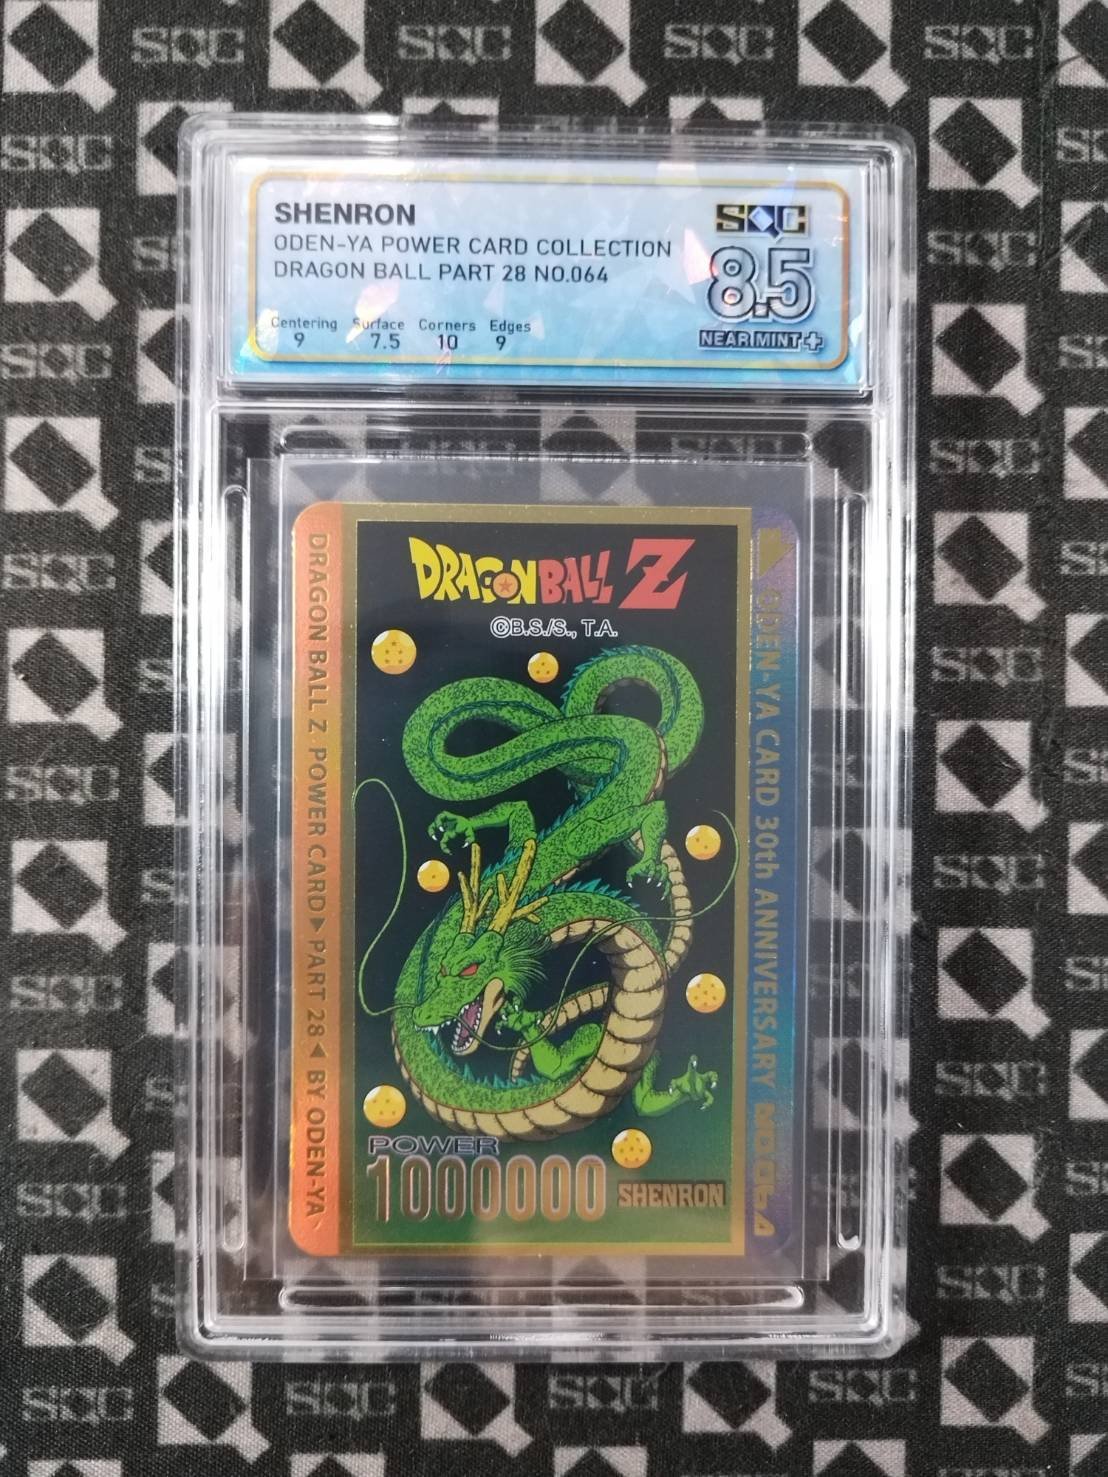 SHENRON
ODEN-YA POWER CARD COLLECTION
DRAGON BALL PART 28 NO.064
Centering Surface Corners Edges
9 7.5 10 9
SQC
8.5
NEAR MINT +
DRAGON BALL Z POWER CARD▶ PART 28 ◀ BY ODEN-YA
DRAGON BALL Z
©B.S./S., T.A.
POWER
1000000
SHENRON
ODEN-YA CARD 30th ANNIVERSARY NO.064